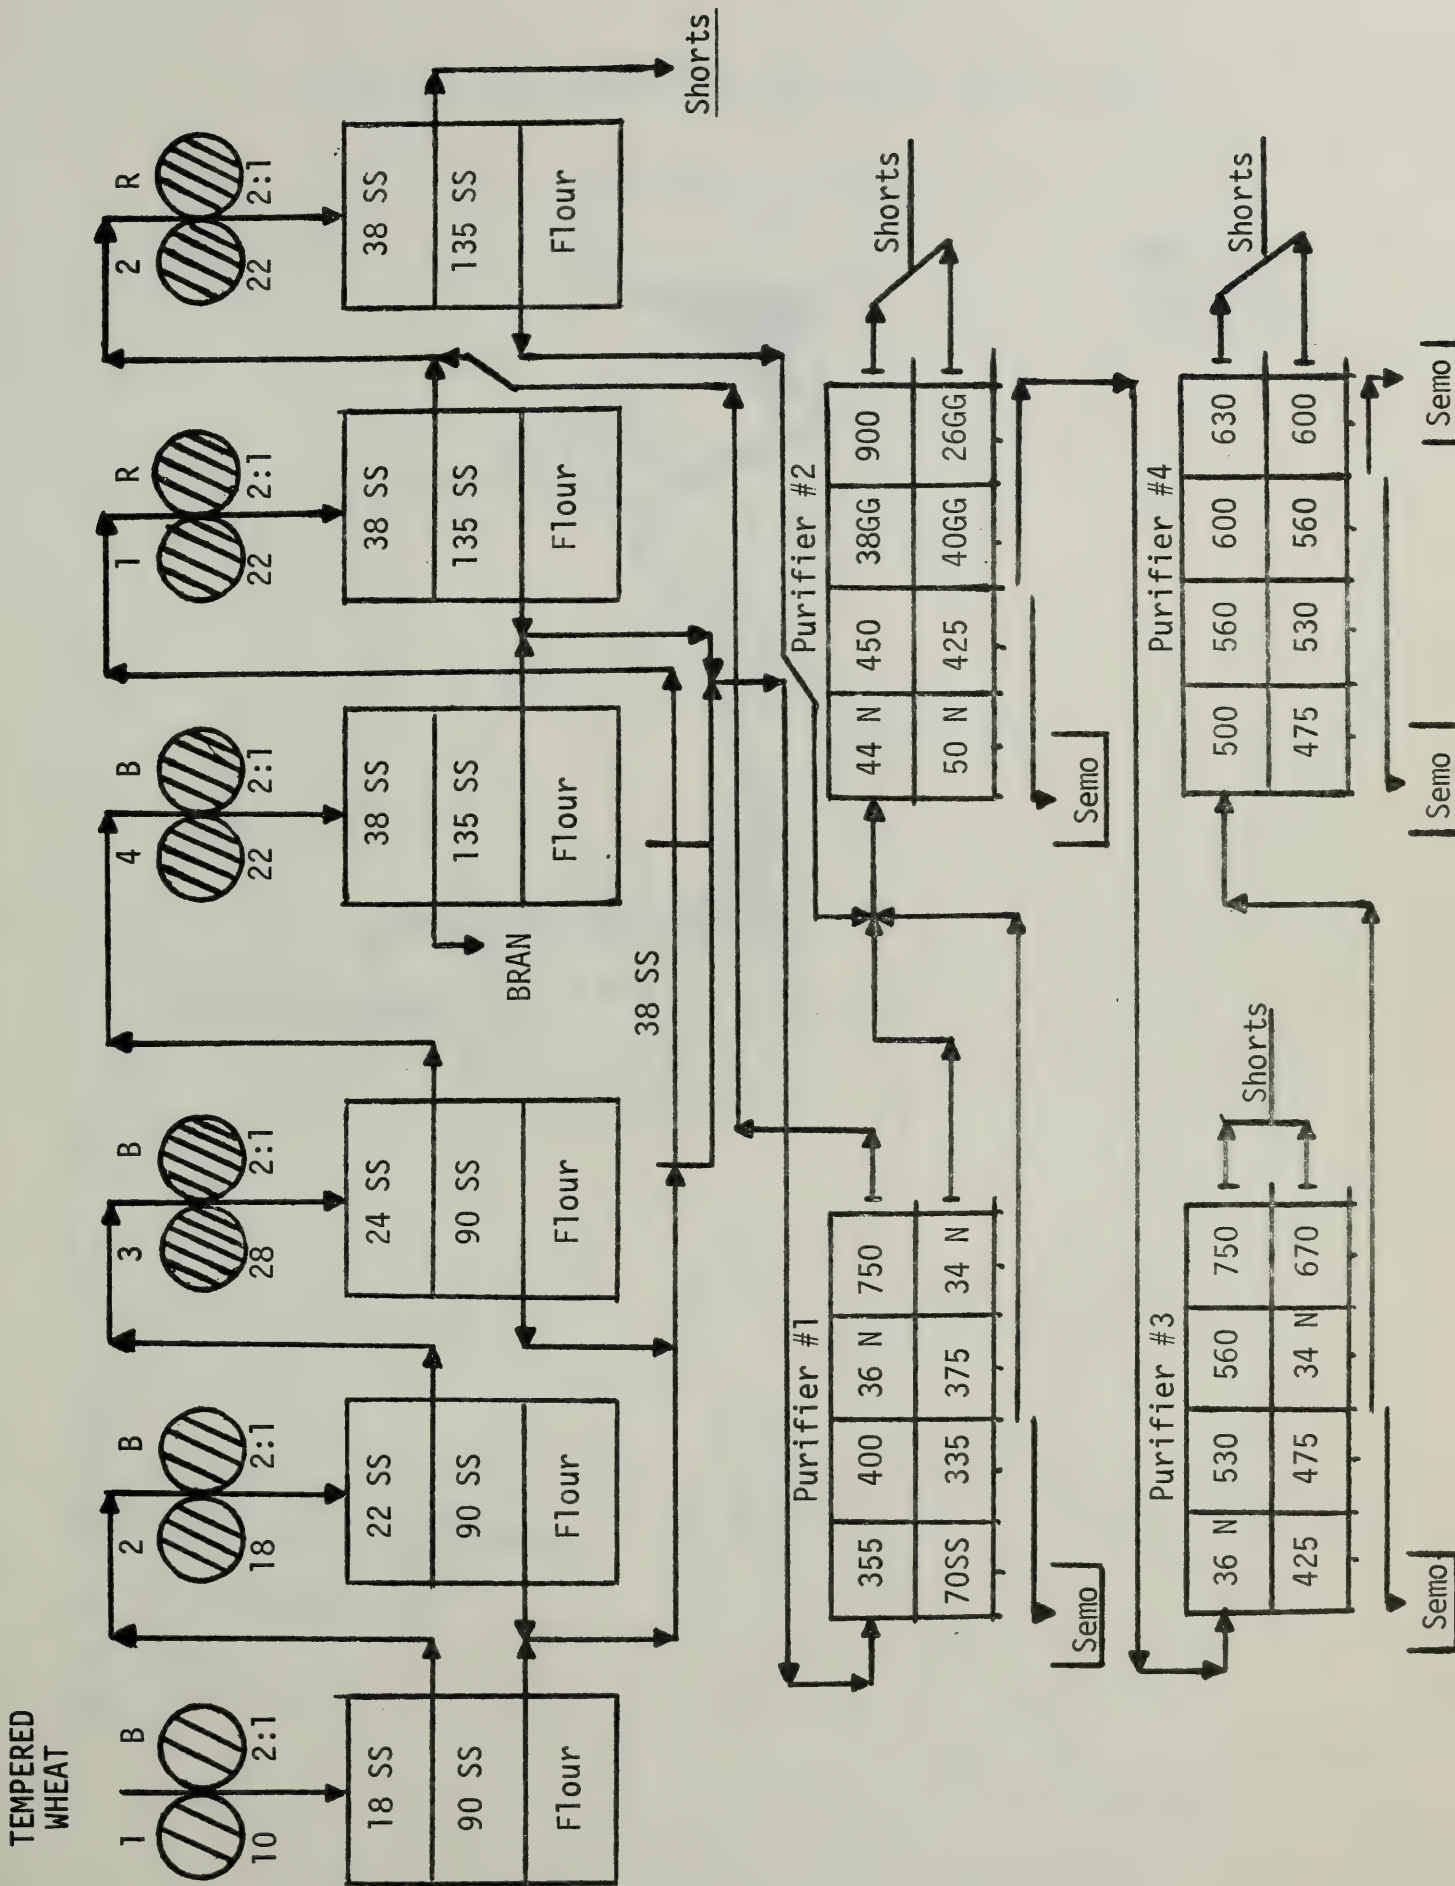 TEMPERED
WHEAT
1 B
10 2:1
18 SS
90 SS
Flour
2 B
18 2:1
22 SS
90 SS
Flour
3 B
28 2:1
24 SS
90 SS
Flour
4 B
22 2:1
38 SS
135 SS
Flour
BRAN
1 R
22 2:1
38 SS
135 SS
Flour
2 R
22 2:1
38 SS
135 SS
Flour
Shorts
38 SS
Purifier #1
355 400 36 N 750
70SS 335 375 34 N
Semo
Purifier #2
44 N 450 38GG 900
50 N 425 40GG 26GG
Shorts
Semo
Purifier #3
36 N 530 560 750
425 475 34 N 670
Shorts
Semo
Purifier #4
500 560 600 630
475 530 560 600
Shorts
Semo
Semo